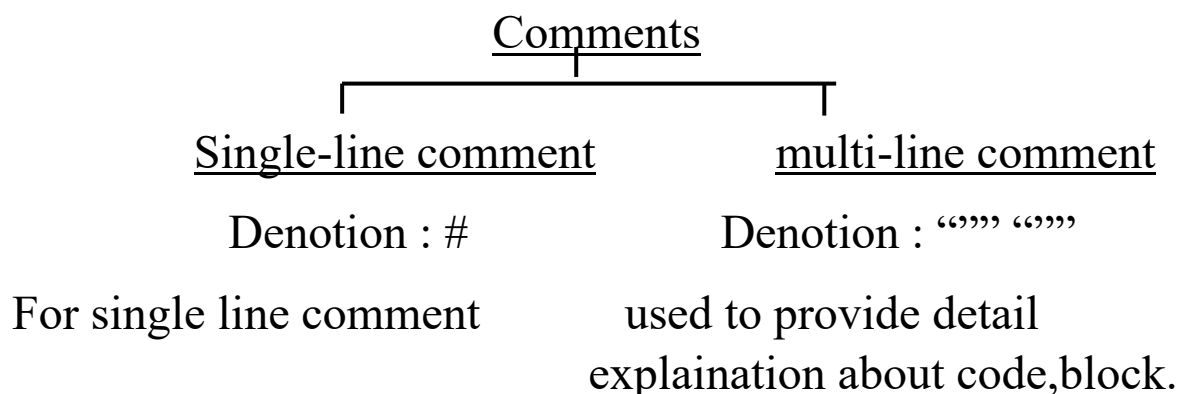 Comments
Single-line comment multi-line comment
Denotion : # Denotion : “”” “””
For single line comment used to provide detail
explaination about code,block.